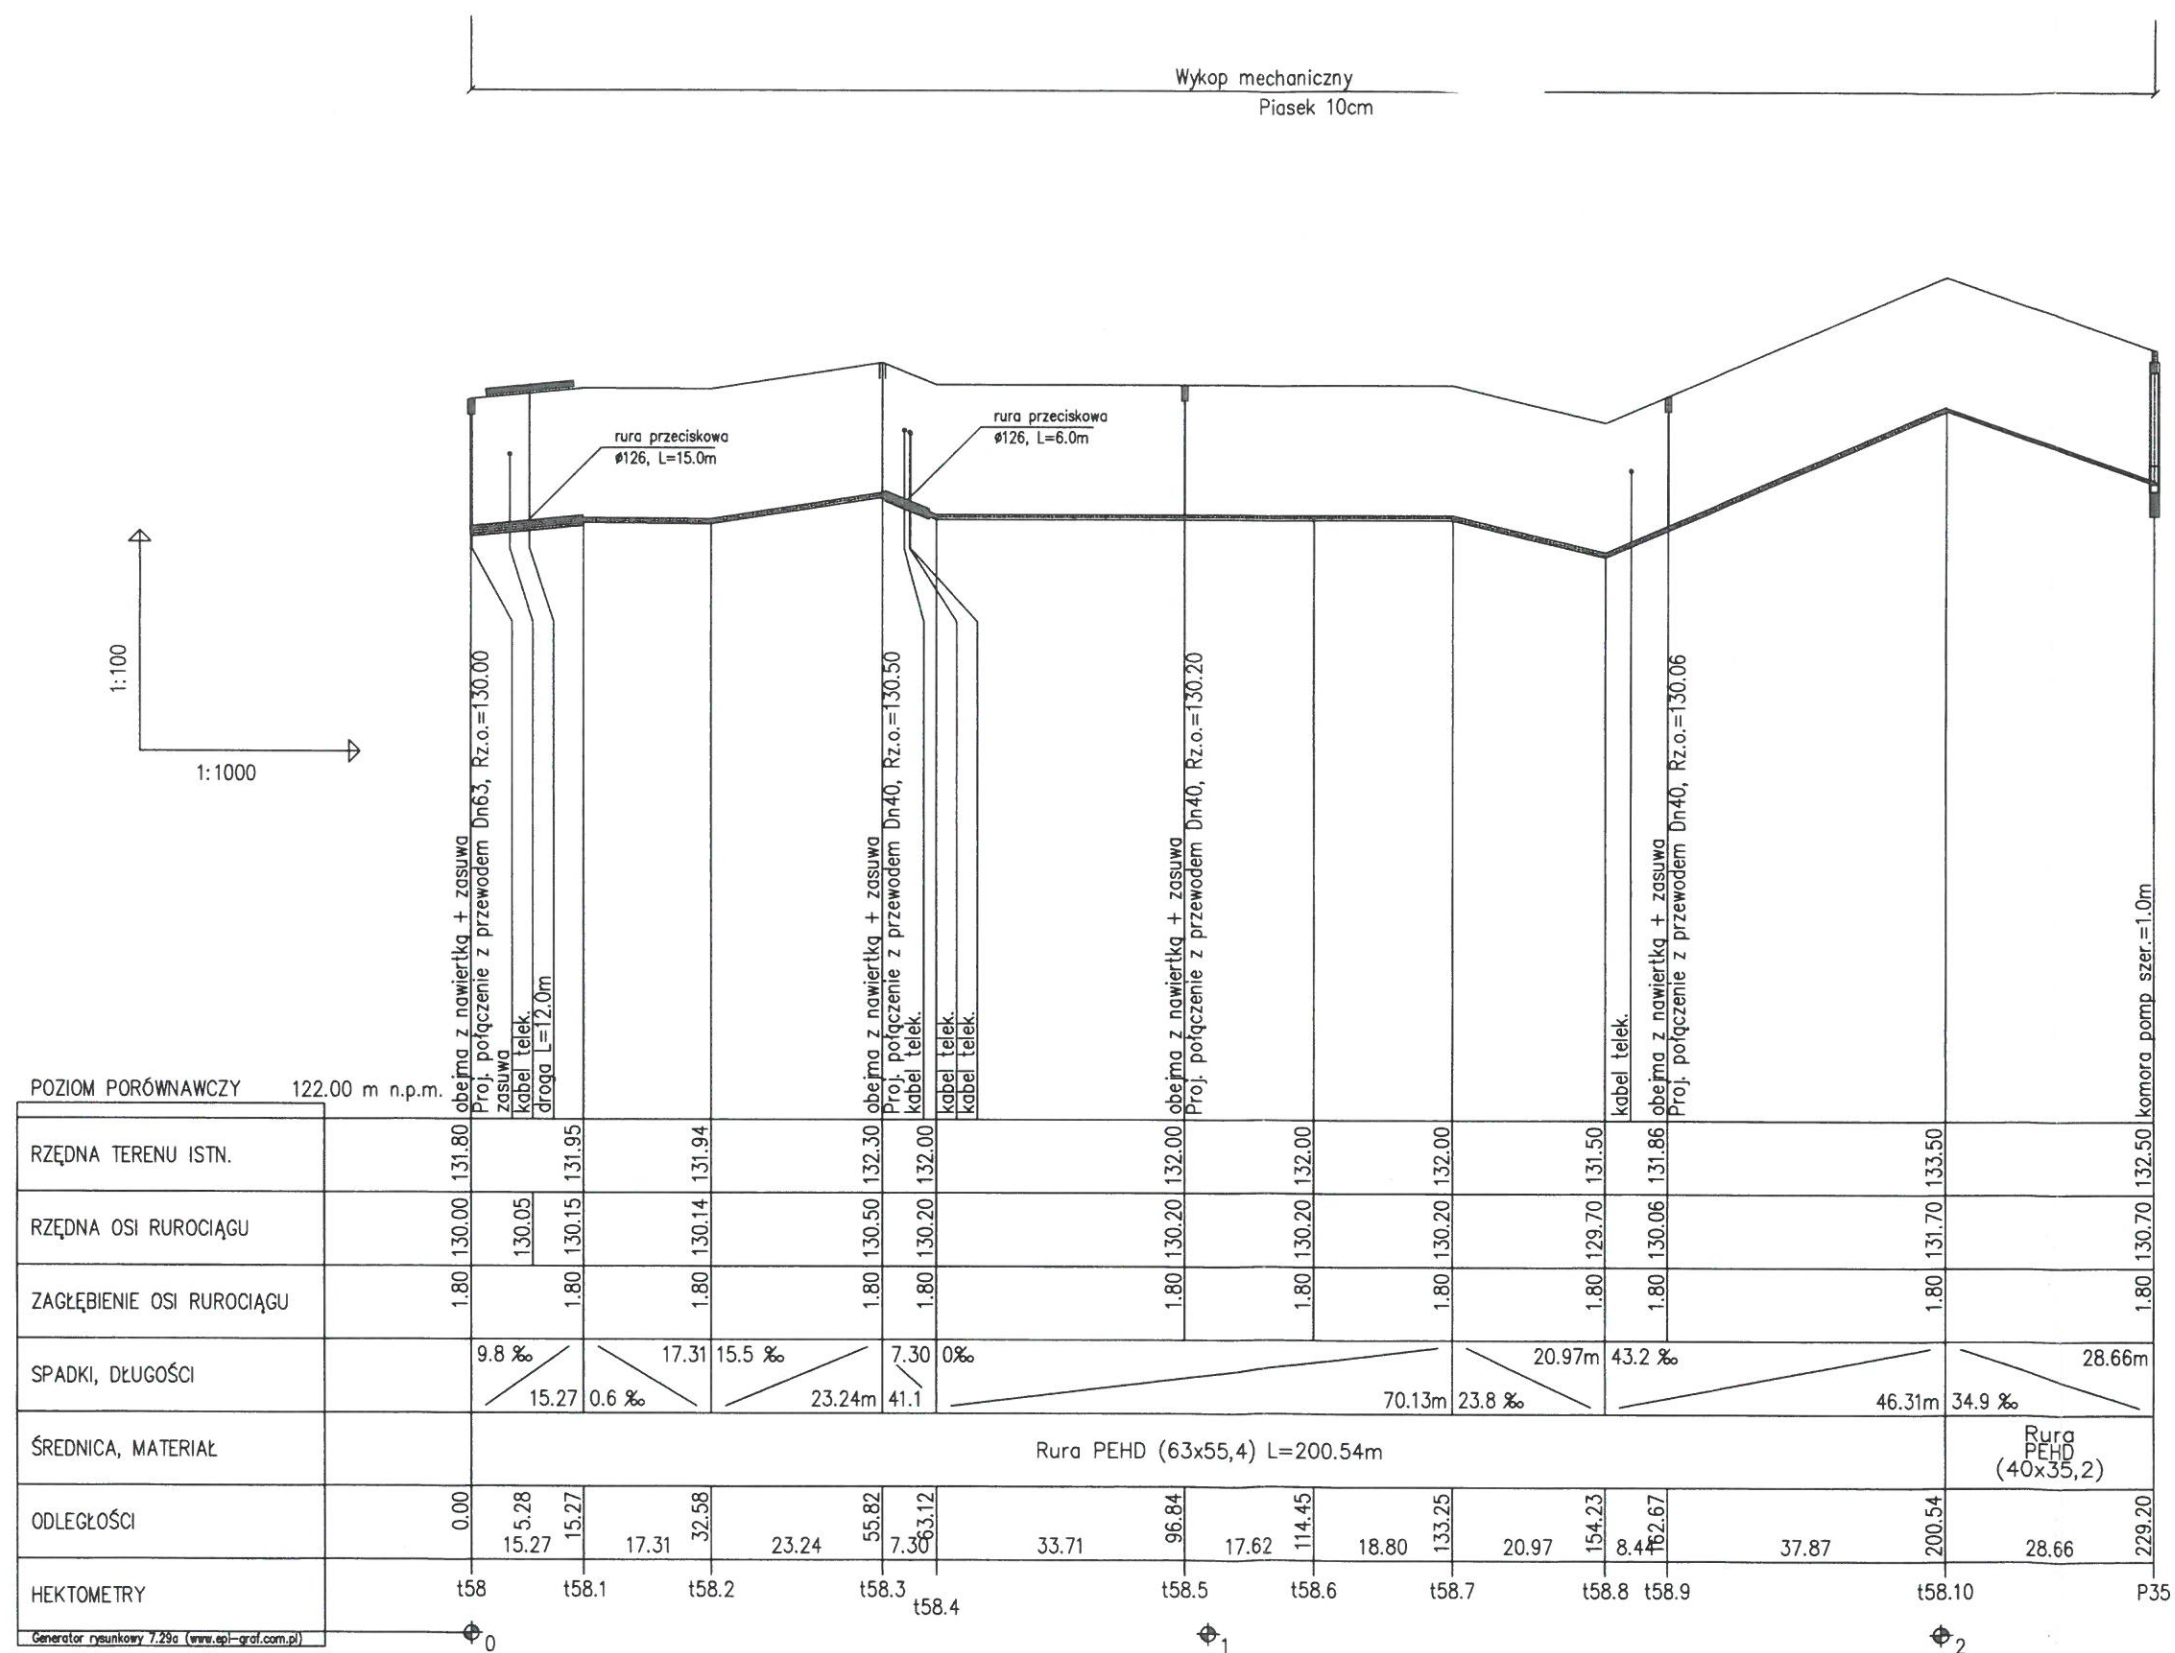 Wykop mechaniczny
Piasek 10cm
rura przeciskowa
ø126, L=15.0m
rura przeciskowa
ø126, L=6.0m
1:100
1:1000
obejma z nawiertką + zasuwa
Proj. połączenie z przewodem Dn63, Rz.o.=130.00
zasuwa
kabel telek.
droga L=12.0m
obejma z nawiertką + zasuwa
Proj. połączenie z przewodem Dn40, Rz.o.=130.50
kabel telek.
kabel telek.
kabel telek.
obejma z nawiertką + zasuwa
Proj. połączenie z przewodem Dn40, Rz.o.=130.20
kabel telek.
obejma z nawiertką + zasuwa
Proj. połączenie z przewodem Dn40, Rz.o.=130.06
komora pomp szer.=1.0m
POZIOM PORÓWNAWCZY 122.00 m n.p.m.
RZĘDNA TERENU ISTN. 131.80 131.95 131.94 132.30 132.00 132.00 132.00 132.00 131.50 131.86 133.50 132.50
RZĘDNA OSI RUROCIĄGU 130.00 130.05 130.15 130.14 130.50 130.20 130.20 130.20 130.20 129.70 130.06 131.70 130.70
ZAGŁĘBIENIE OSI RUROCIĄGU 1.80 1.80 1.80 1.80 1.80 1.80 1.80 1.80 1.80 1.80 1.80 1.80
SPADKI, DŁUGOŚCI
9.8 ‰ 17.31 15.5 ‰ 7.30 0‰ 20.97m 43.2 ‰ 28.66m
15.27 0.6 ‰ 23.24m 41.1 70.13m 23.8 ‰ 46.31m 34.9 ‰
ŚREDNICA, MATERIAŁ
Rura PEHD (63x55,4) L=200.54m
Rura
PEHD
(40x35,2)
ODLEGŁOŚCI
0.00 5.28 15.27 32.58 55.82 63.12 96.84 114.45 133.25 154.23 162.67 200.54 229.20
15.27 17.31 23.24 7.30 33.71 17.62 18.80 20.97 8.44 37.87 28.66
HEKTOMETRY
t58 t58.1 t58.2 t58.3 t58.4 t58.5 t58.6 t58.7 t58.8 t58.9 t58.10 P35
Generator rysunkowy 7.29a (www.epi-graf.com.pl)
0 1 2